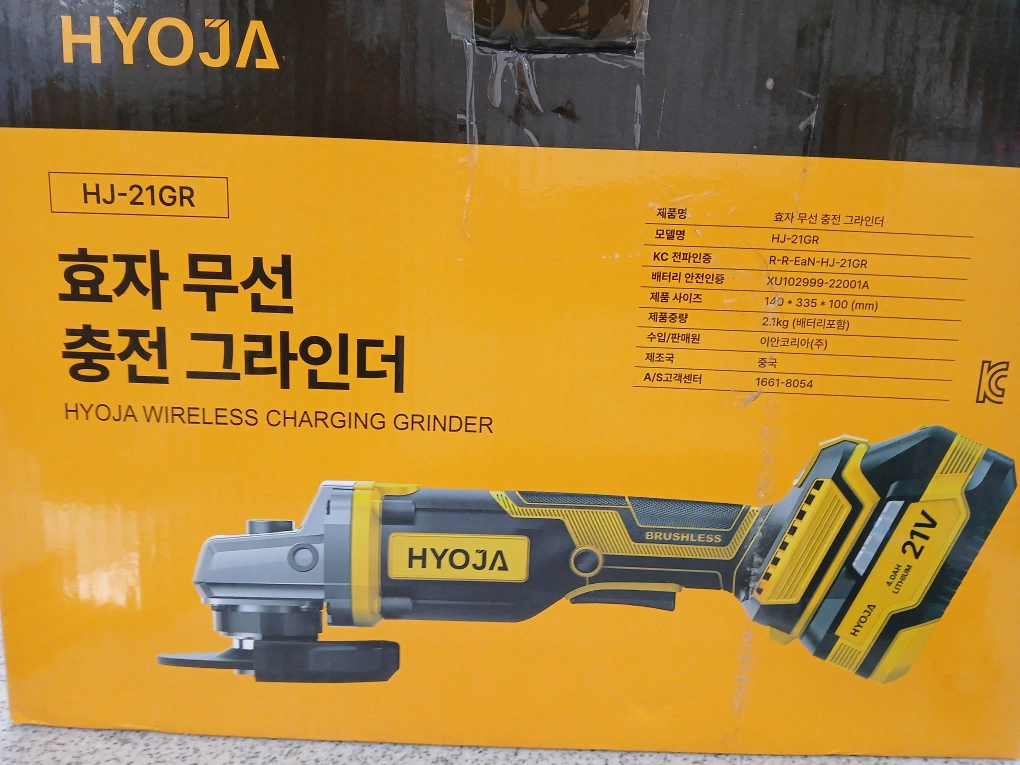 HYOJA
HJ-21GR
효자 무선
충전 그라인더
HYOJA WIRELESS CHARGING GRINDER
제품명 효자 무선 충전 그라인더
모델명 HJ-21GR
KC 전파인증 R-R-EaN-HJ-21GR
배터리 안전인증 XU102999-22001A
제품 사이즈 140 * 335 * 100 (mm)
제품중량 2.1kg (배터리포함)
수입/판매원 이안코리아(주)
제조국 중국
A/S고객센터 1661-8054
KC
HYOJA
BRUSHLESS
HYOJA
4.0AH
LITHIUM
21V